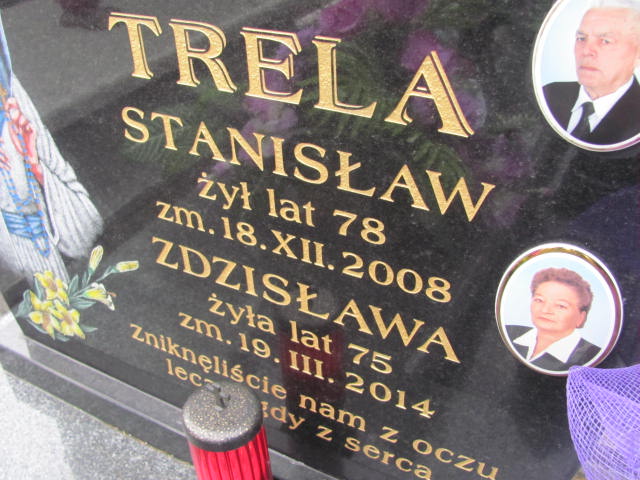 TRELA
STANISŁAW
żył lat 78
zm. 18.XII.2008
ZDZISŁAWA
żyła lat 75
zm. 19.III.2014
zniknęliście nam z oczu
lecz z serca